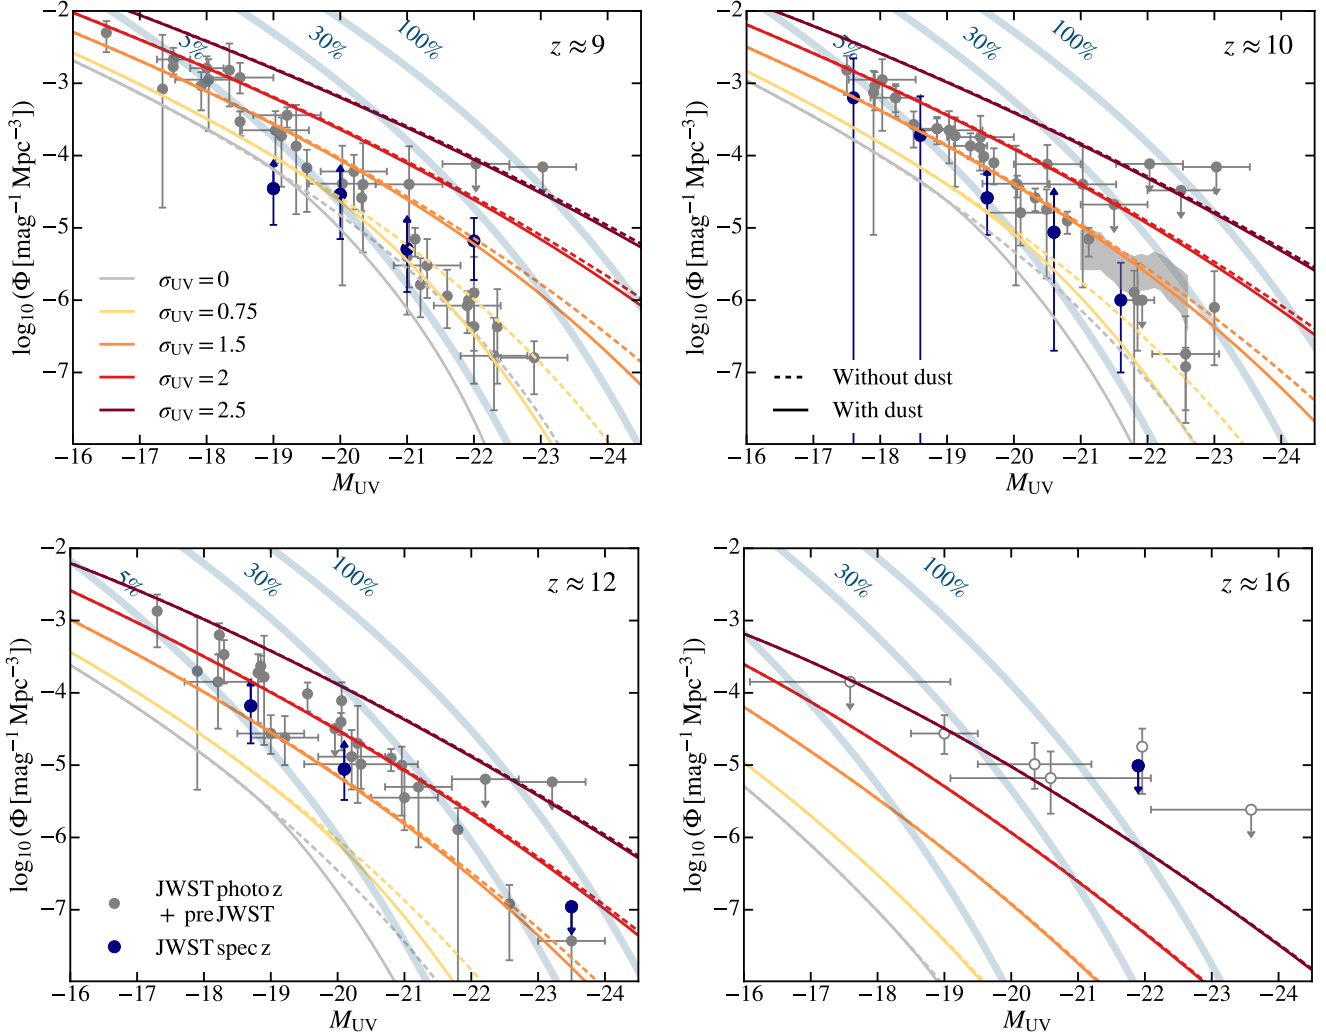 −2
−3
−4
−5
−6
−7
log₁₀(Φ [mag⁻¹ Mpc⁻³])
5%
30%
100%
z ≈ 9
σUV = 0
σUV = 0.75
σUV = 1.5
σUV = 2
σUV = 2.5
−16 −17 −18 −19 −20 −21 −22 −23 −24
MUV
−2
−3
−4
−5
−6
−7
log₁₀(Φ [mag⁻¹ Mpc⁻³])
5%
30%
100%
z ≈ 10
Without dust
With dust
−16 −17 −18 −19 −20 −21 −22 −23 −24
MUV
−2
−3
−4
−5
−6
−7
log₁₀(Φ [mag⁻¹ Mpc⁻³])
5%
30%
100%
z ≈ 12
JWST photo z
+ pre JWST
JWST spec z
−16 −17 −18 −19 −20 −21 −22 −23 −24
MUV
−2
−3
−4
−5
−6
−7
log₁₀(Φ [mag⁻¹ Mpc⁻³])
30%
100%
z ≈ 16
−16 −17 −18 −19 −20 −21 −22 −23 −24
MUV